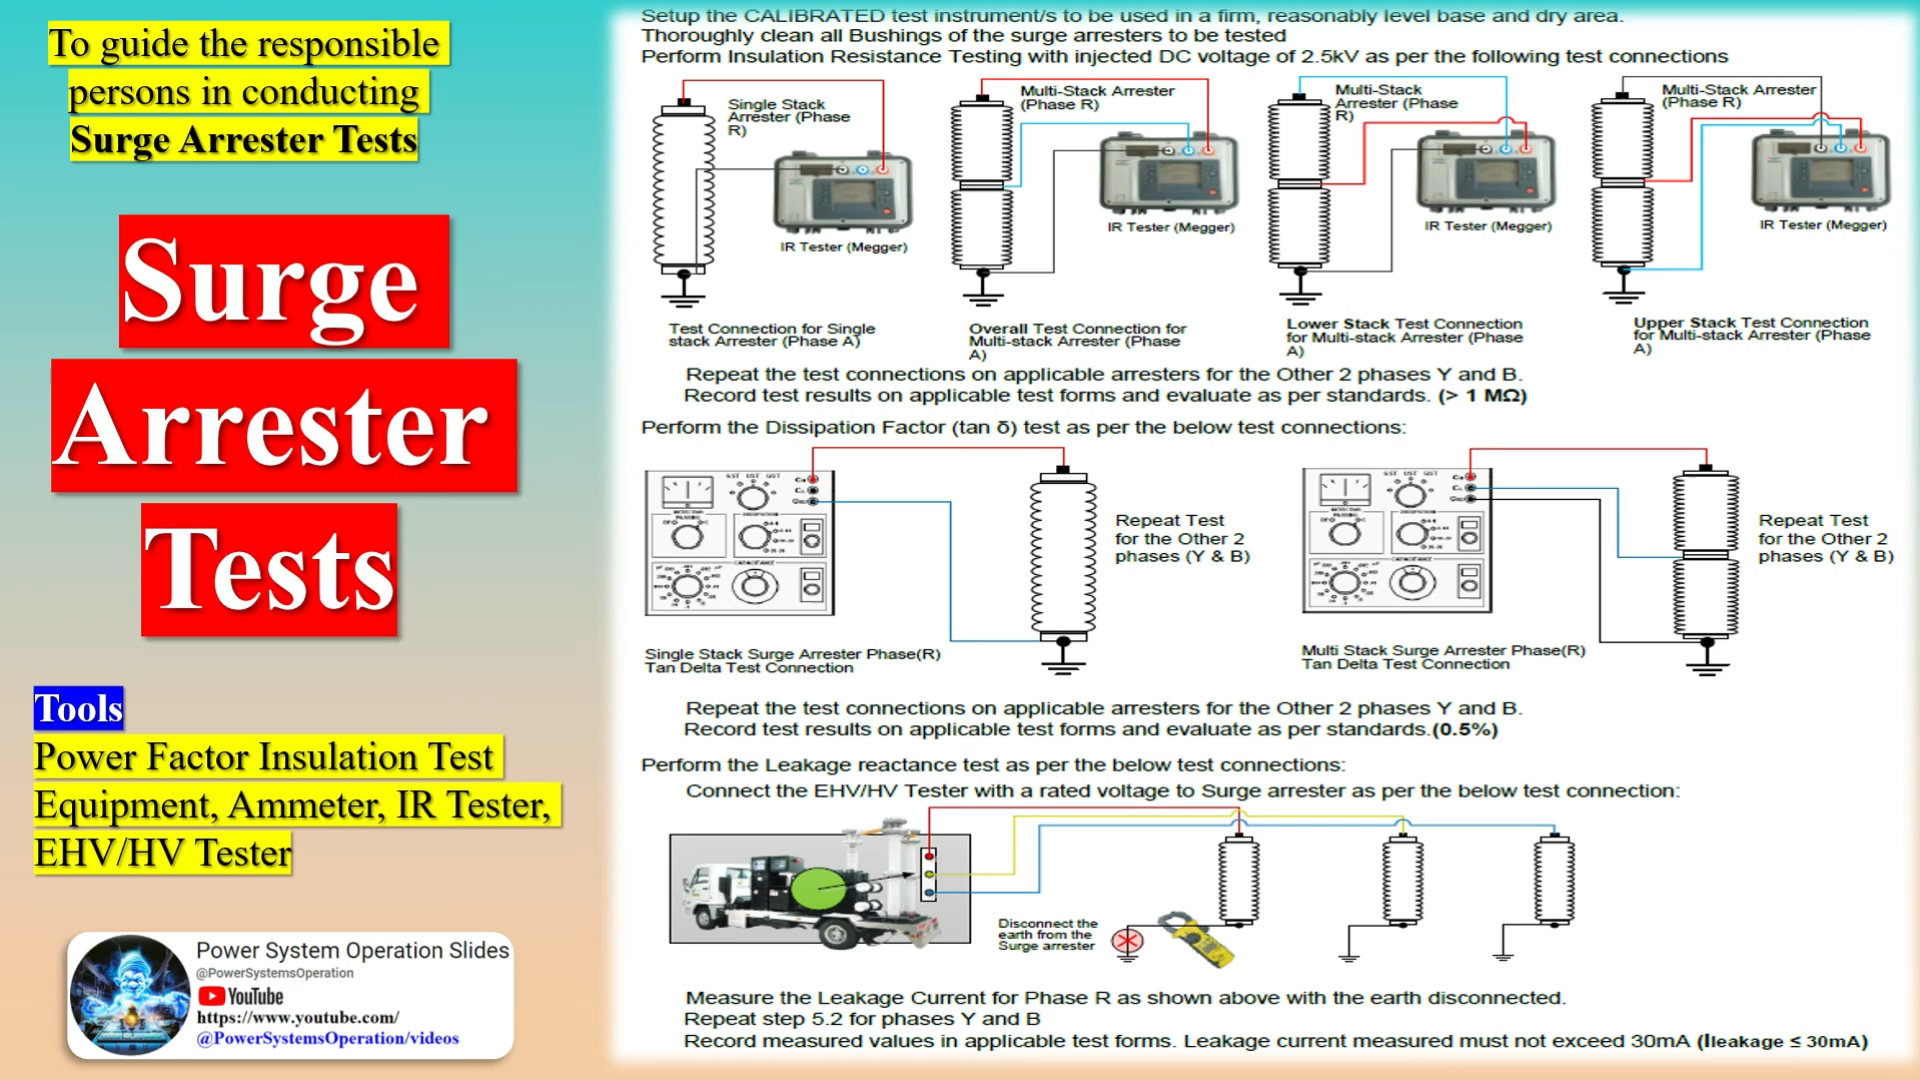 To guide the responsible
persons in conducting
Surge Arrester Tests
Surge
Arrester
Tests
Tools
Power Factor Insulation Test
Equipment, Ammeter, IR Tester,
EHV/HV Tester
Power System Operation Slides
@PowerSystemsOperation
YouTube
https://www.youtube.com/
@PowerSystemsOperation/videos
Setup the CALIBRATED test instrument/s to be used in a firm, reasonably level base and dry area.
Thoroughly clean all Bushings of the surge arresters to be tested
Perform Insulation Resistance Testing with injected DC voltage of 2.5kV as per the following test connections
Single Stack
Arrester (Phase
R)
IR Tester (Megger)
Test Connection for Single
stack Arrester (Phase A)
Multi-Stack Arrester
(Phase R)
IR Tester (Megger)
Overall Test Connection for
Multi-stack Arrester (Phase
A)
Multi-Stack
Arrester (Phase
R)
IR Tester (Megger)
Lower Stack Test Connection
for Multi-stack Arrester (Phase
A)
Multi-Stack Arrester
(Phase R)
IR Tester (Megger)
Upper Stack Test Connection
for Multi-stack Arrester (Phase
A)
Repeat the test connections on applicable arresters for the Other 2 phases Y and B.
Record test results on applicable test forms and evaluate as per standards. (> 1 MΩ)
Perform the Dissipation Factor (tan δ) test as per the below test connections:
GST UST GST
CAPACITANCE
Repeat Test
for the Other 2
phases (Y & B)
Single Stack Surge Arrester Phase(R)
Tan Delta Test Connection
GST UST GST
CAPACITANCE
Repeat Test
for the Other 2
phases (Y & B)
Multi Stack Surge Arrester Phase(R)
Tan Delta Test Connection
Repeat the test connections on applicable arresters for the Other 2 phases Y and B.
Record test results on applicable test forms and evaluate as per standards.(0.5%)
Perform the Leakage reactance test as per the below test connections:
Connect the EHV/HV Tester with a rated voltage to Surge arrester as per the below test connection:
Disconnect the
earth from the
Surge arrester
Measure the Leakage Current for Phase R as shown above with the earth disconnected.
Repeat step 5.2 for phases Y and B
Record measured values in applicable test forms. Leakage current measured must not exceed 30mA (Ileakage ≤ 30mA)